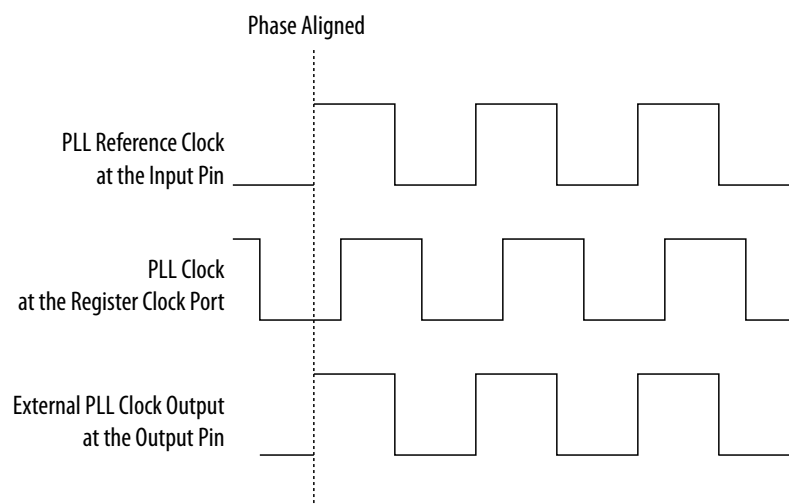 Phase Aligned
PLL Reference Clock
at the Input Pin
PLL Clock
at the Register Clock Port
External PLL Clock Output
at the Output Pin